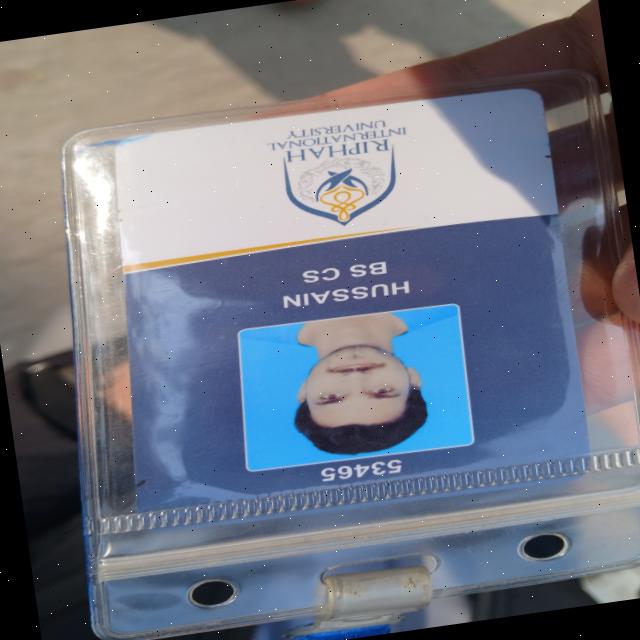 53465
HUSSAIN
BS CS
RIPHAH
INTERNATIONAL
UNIVERSITY